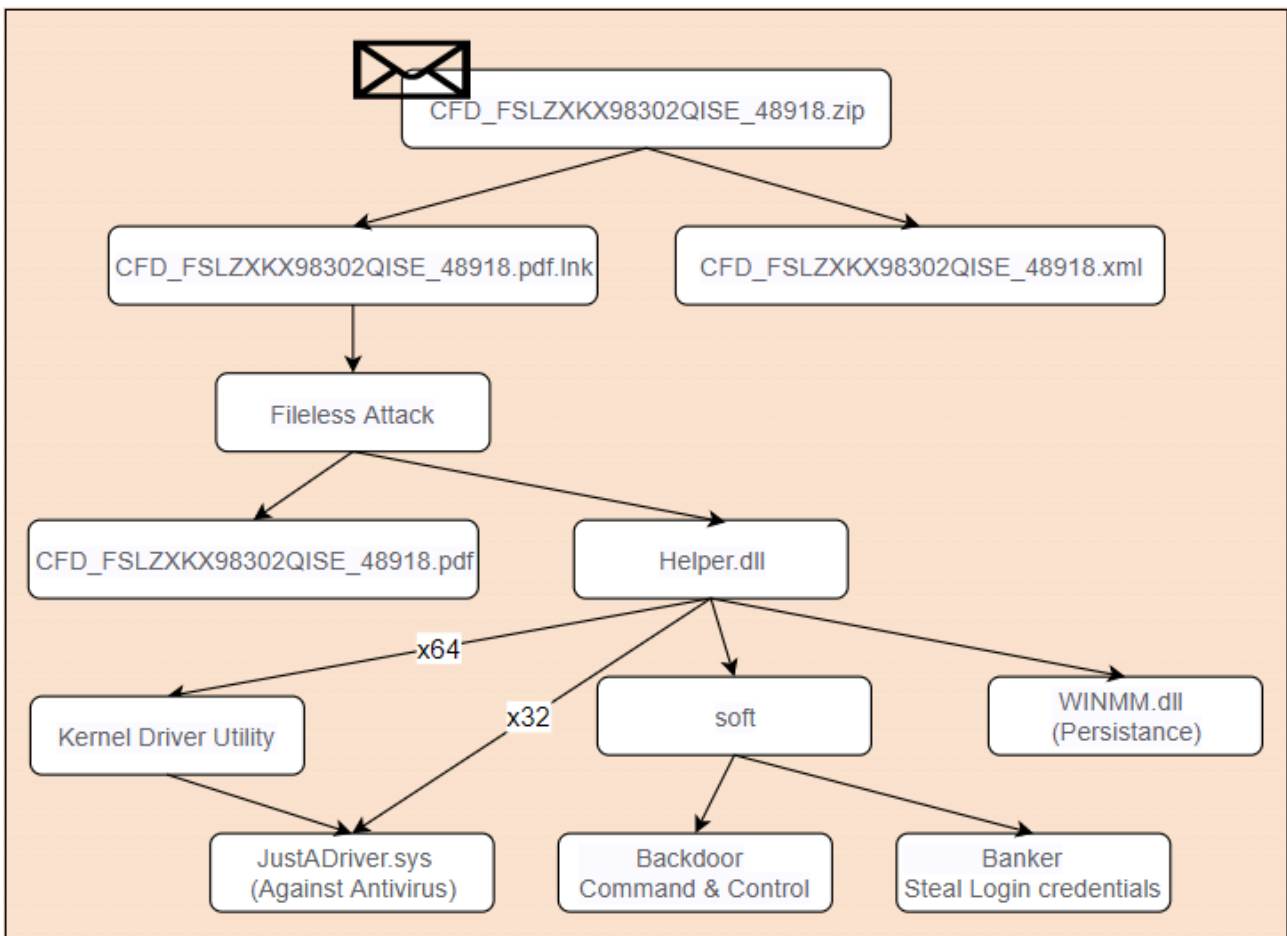 CFD_FSLZXKX98302QISE_48918.zip
CFD_FSLZXKX98302QISE_48918.pdf.lnk
CFD_FSLZXKX98302QISE_48918.xml
Fileless Attack
CFD_FSLZXKX98302QISE_48918.pdf
Helper.dll
x64
x32
Kernel Driver Utility
soft
WINMM.dll
(Persistance)
JustADriver.sys
(Against Antivirus)
Backdoor
Command & Control
Banker
Steal Login credentials